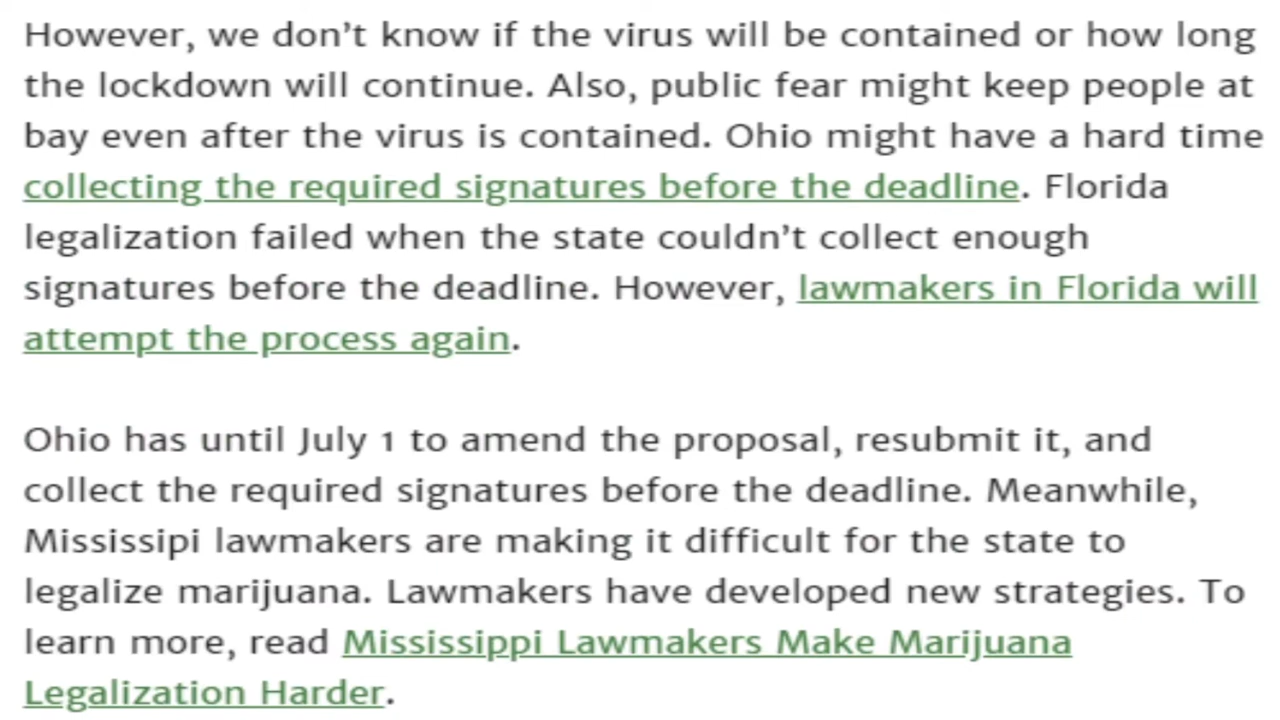 However, we don’t know if the virus will be contained or how long
the lockdown will continue. Also, public fear might keep people at
bay even after the virus is contained. Ohio might have a hard time
collecting the required signatures before the deadline. Florida
legalization failed when the state couldn’t collect enough
signatures before the deadline. However, lawmakers in Florida will
attempt the process again.
Ohio has until July 1 to amend the proposal, resubmit it, and
collect the required signatures before the deadline. Meanwhile,
Mississipi lawmakers are making it difficult for the state to
legalize marijuana. Lawmakers have developed new strategies. To
learn more, read Mississippi Lawmakers Make Marijuana
Legalization Harder.